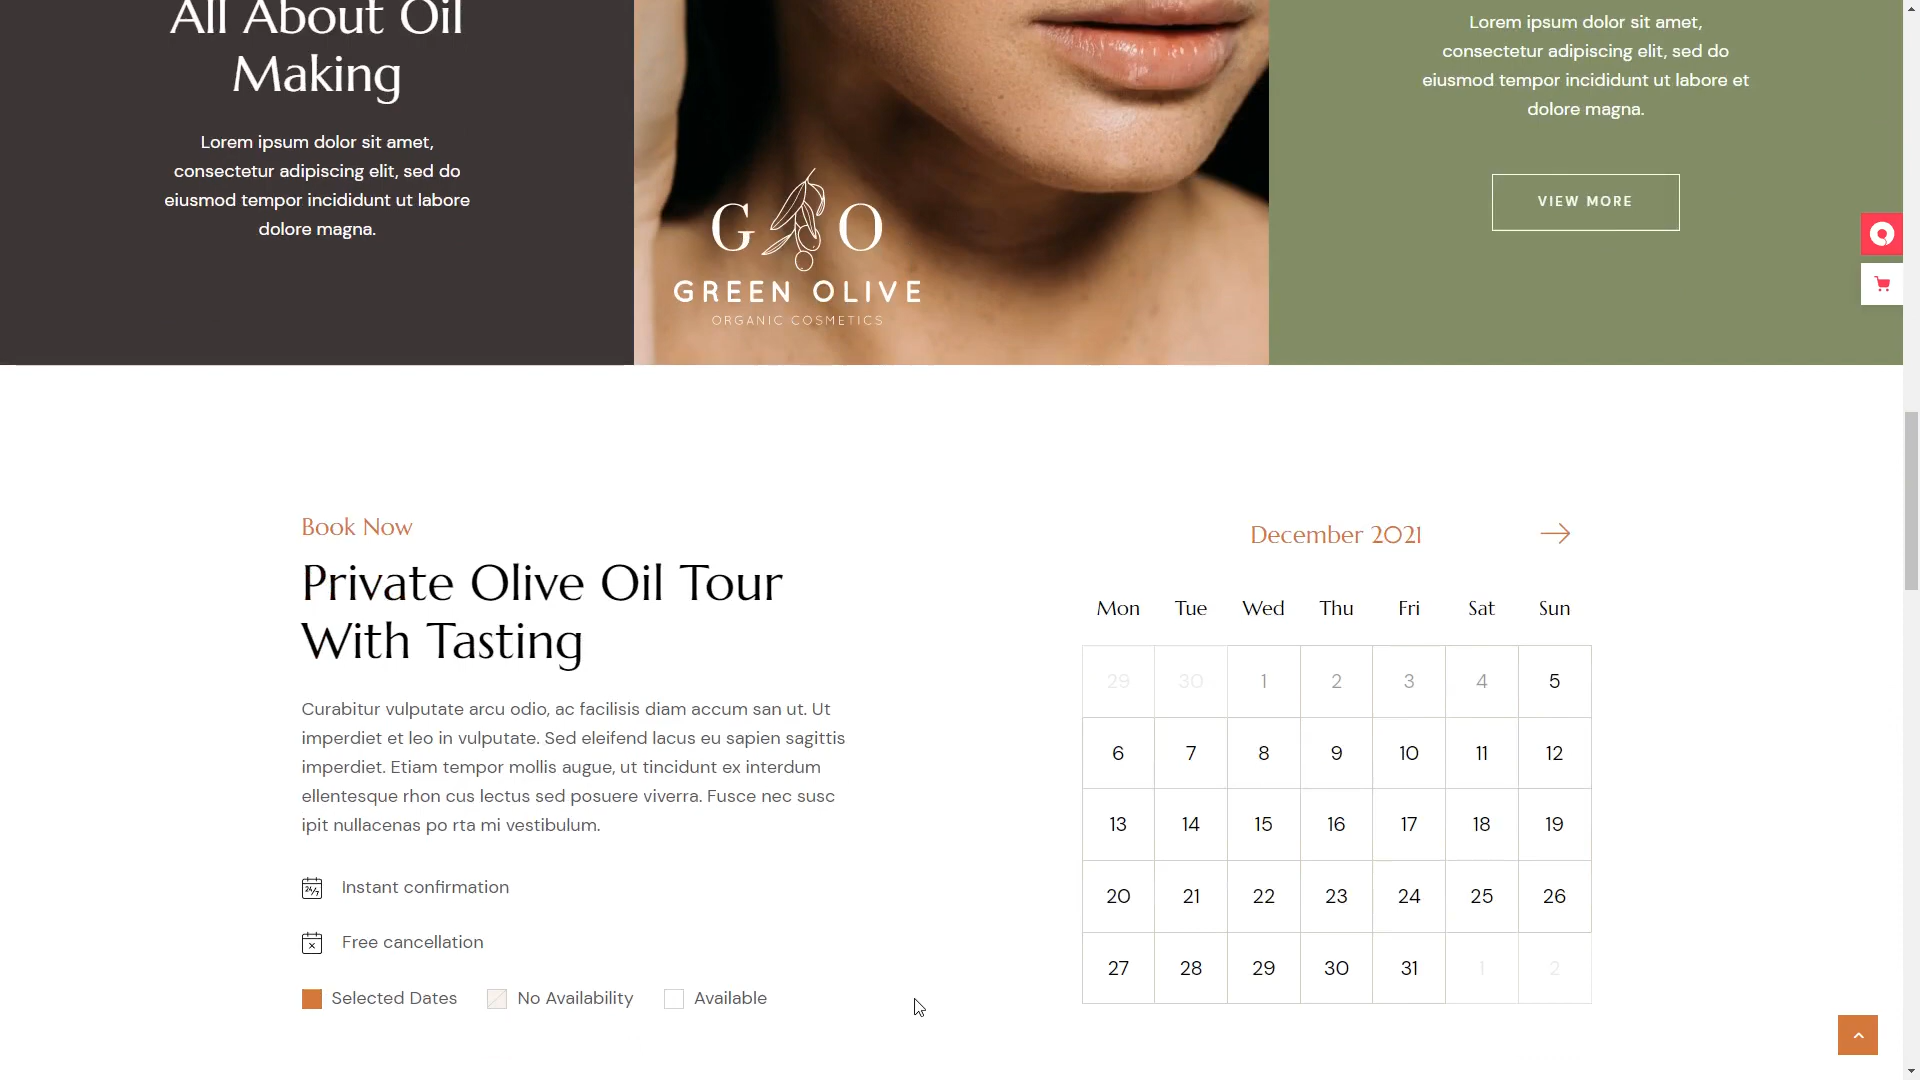 All About Oil
Making
Lorem ipsum dolor sit amet,
consectetur adipiscing elit, sed do
eiusmod tempor incididunt ut labore
dolore magna.
G O
GREEN OLIVE
ORGANIC COSMETICS
Lorem ipsum dolor sit amet,
consectetur adipiscing elit, sed do
eiusmod tempor incididunt ut labore et
dolore magna.
VIEW MORE
Book Now
Private Olive Oil Tour
With Tasting
Curabitur vulputate arcu odio, ac facilisis diam accum san ut. Ut
imperdiet et leo in vulputate. Sed eleifend lacus eu sapien sagittis
imperdiet. Etiam tempor mollis augue, ut tincidunt ex interdum
ellentesque rhon cus lectus sed posuere viverra. Fusce nec susc
ipit nullacenas po rta mi vestibulum.
24/7 Instant confirmation
Free cancellation
Selected Dates No Availability Available
December 2021
Mon Tue Wed Thu Fri Sat Sun
29 30 1 2 3 4 5
6 7 8 9 10 11 12
13 14 15 16 17 18 19
20 21 22 23 24 25 26
27 28 29 30 31 1 2